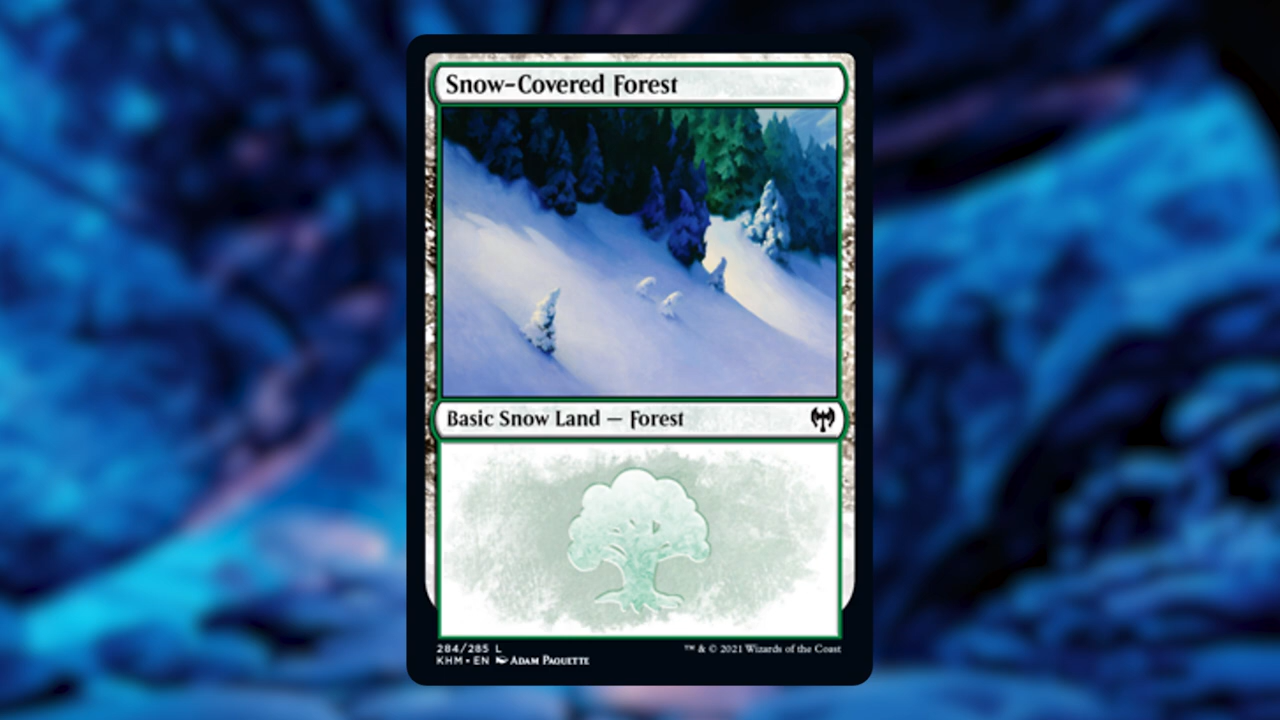 Snow-Covered Forest
Basic Snow Land — Forest
284/285 L
™ & © 2021 Wizards of the Coast
KHM • EN Adam Paquette